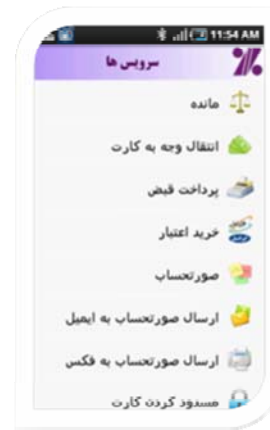 11:54 AM
سرویس ها
مانده
انتقال وجه به کارت
پرداخت قبض
خرید اعتبار
صورتحساب
ارسال صورتحساب به ایمیل
ارسال صورتحساب به فکس
مسدود کردن کارت